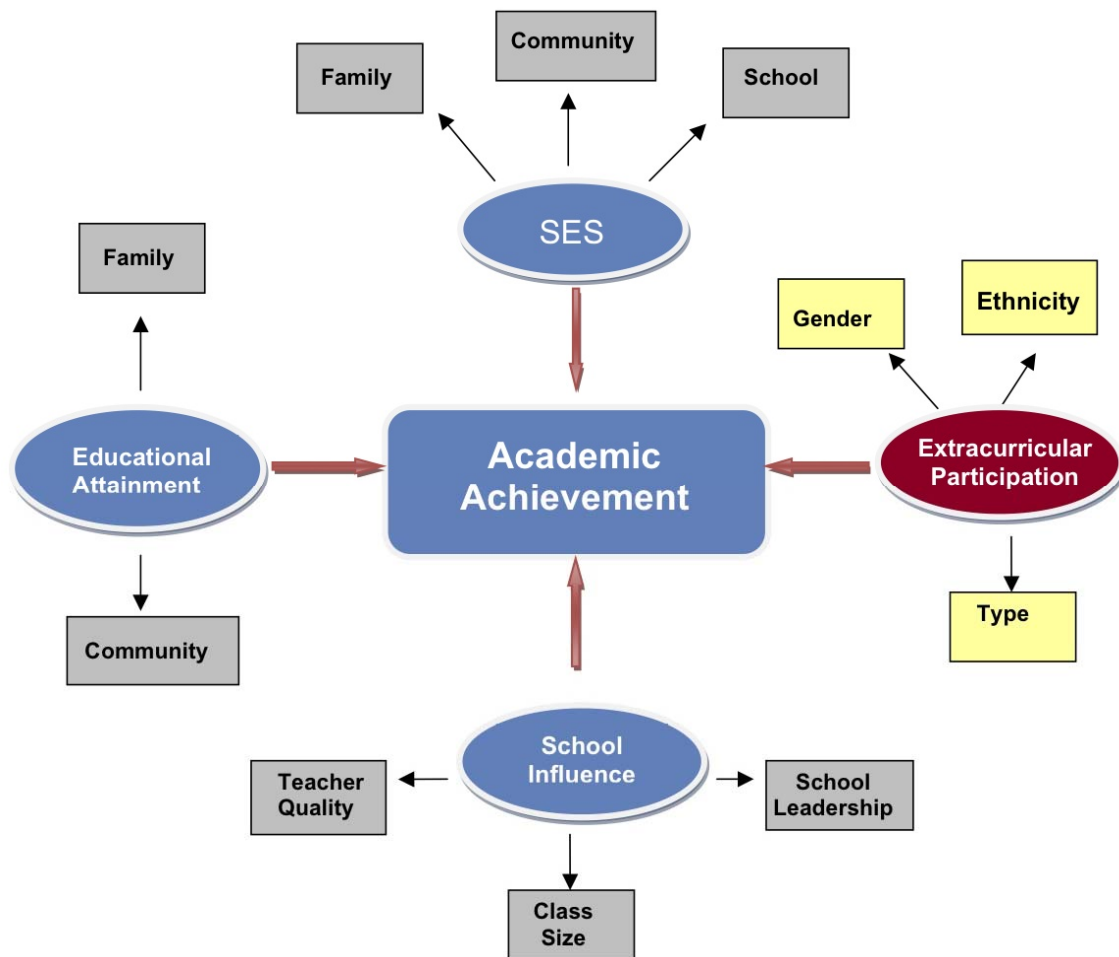 Community
Family
School
SES
Family
Ethnicity
Gender
Academic
Achievement
Educational
Attainment
Extracurricular
Participation
Type
Community
School
Influence
Teacher
Quality
School
Leadership
Class
Size